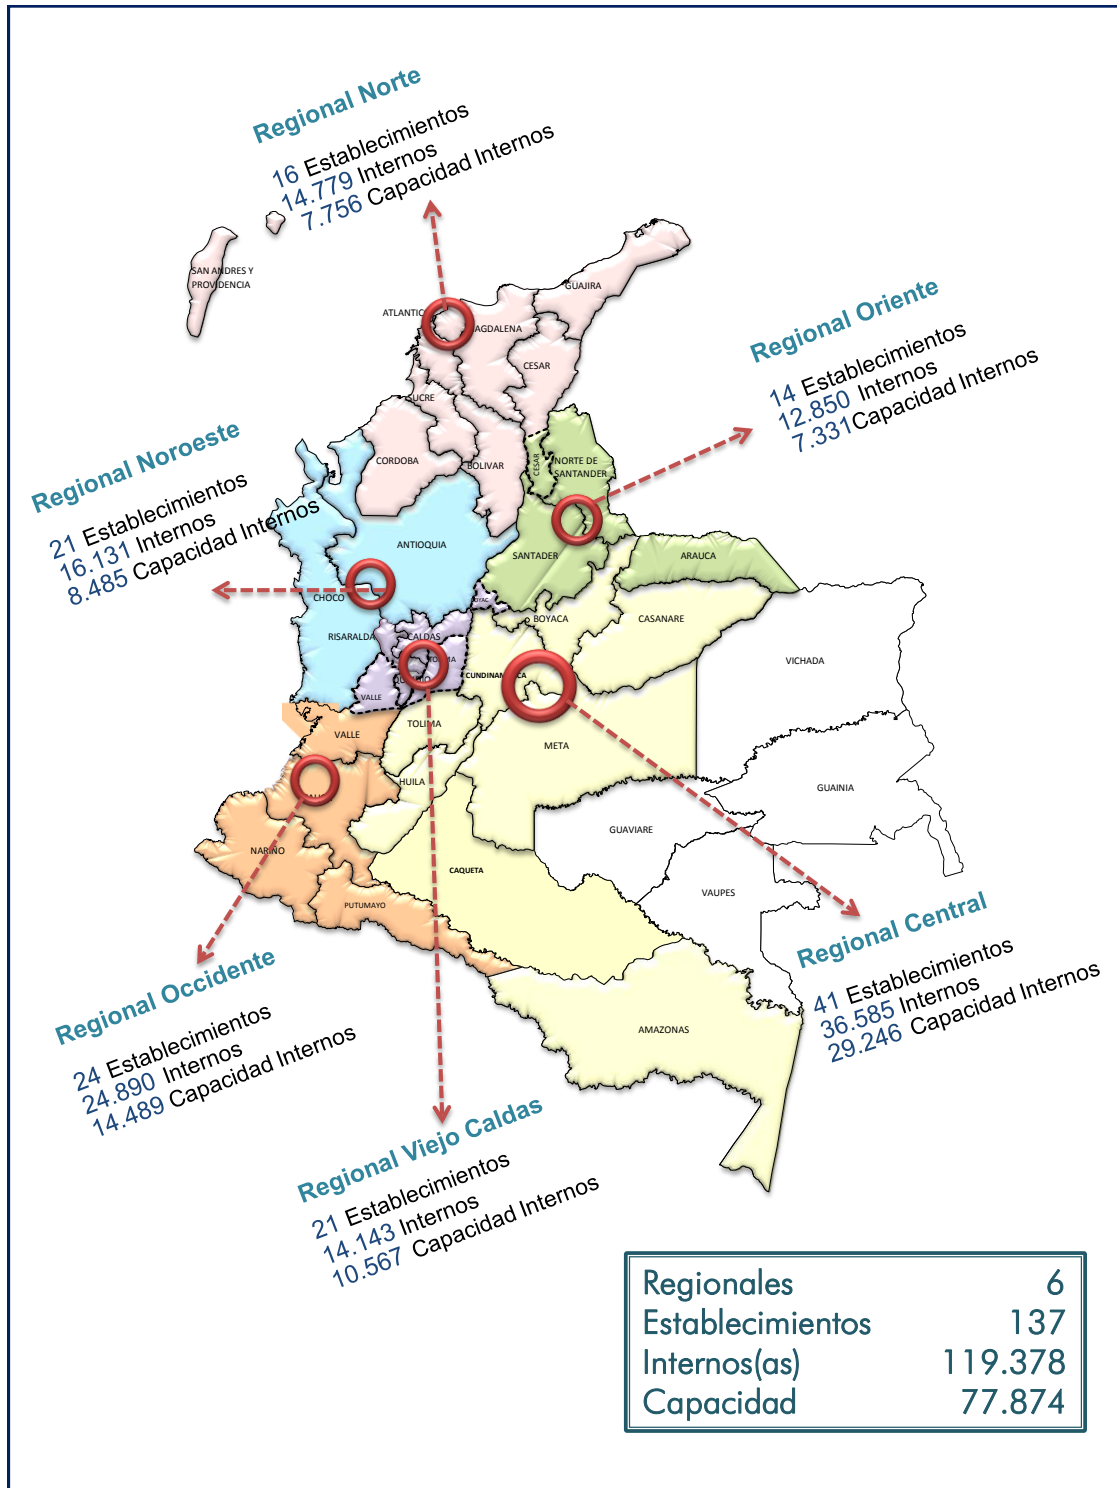 Regional Norte
16 Establecimientos
14.779 Internos
7.756 Capacidad Internos
SAN ANDRES Y
PROVIDENCIA
GUAJIRA
ATLANTIC
AGDALENA
CESAR
SUCRE
CORDOBA
BOLIVAR
Regional Oriente
14 Establecimientos
12.850 Internos
7.331Capacidad Internos
CESAR
NORTE DE
SANTANDER
Regional Noroeste
21 Establecimientos
16.131 Internos
8.485 Capacidad Internos
ANTIOQUIA
SANTADER
ARAUCA
CHOCO
BOYACA
CASANARE
RISARALDA
CALDAS
VICHADA
VALLE
TOLIMA
VALLE
META
HUILA
GUAINIA
GUAVIARE
NARIÑO
CAQUETA
VAUPES
PUTUMAYO
AMAZONAS
Regional Central
41 Establecimientos
36.585 Internos
29.246 Capacidad Internos
Regional Occidente
24 Establecimientos
24.890 Internos
14.489 Capacidad Internos
Regional Viejo Caldas
21 Establecimientos
14.143 Internos
10.567 Capacidad Internos
Regionales 6
Establecimientos 137
Internos(as) 119.378
Capacidad 77.874